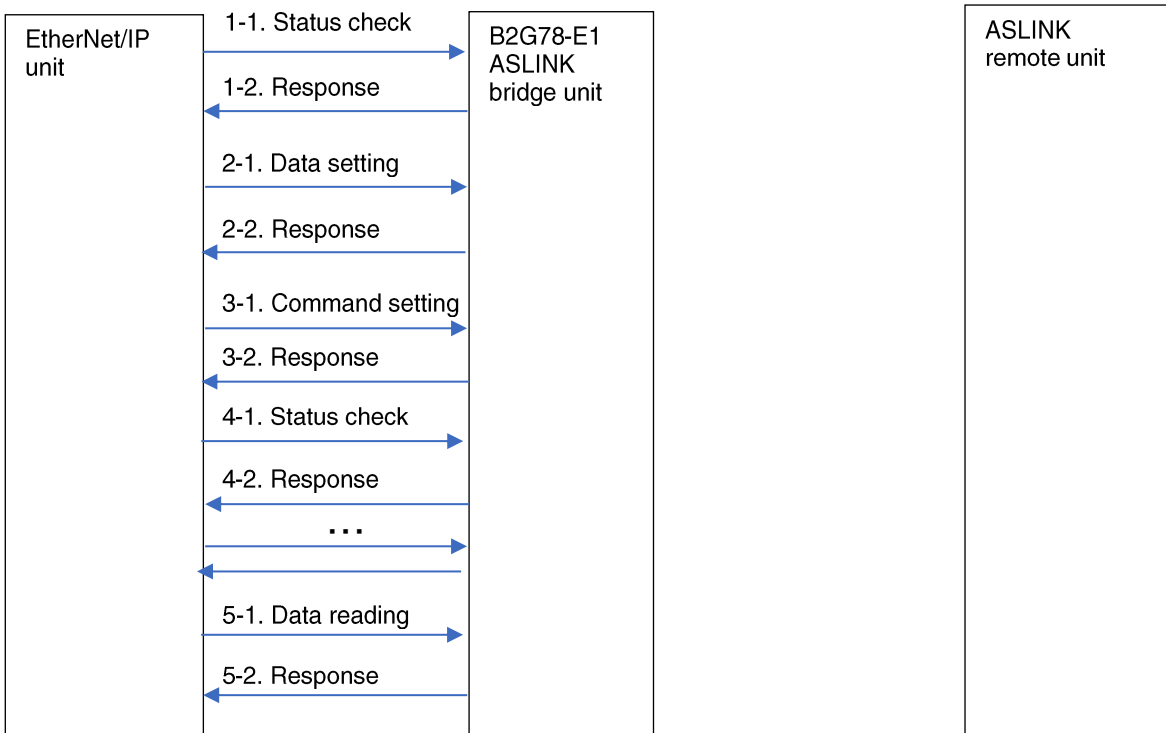 EtherNet/IP
unit
1-1. Status check
B2G78-E1
ASLINK
bridge unit
ASLINK
remote unit
1-2. Response
2-1. Data setting
2-2. Response
3-1. Command setting
3-2. Response
4-1. Status check
4-2. Response
...
5-1. Data reading
5-2. Response